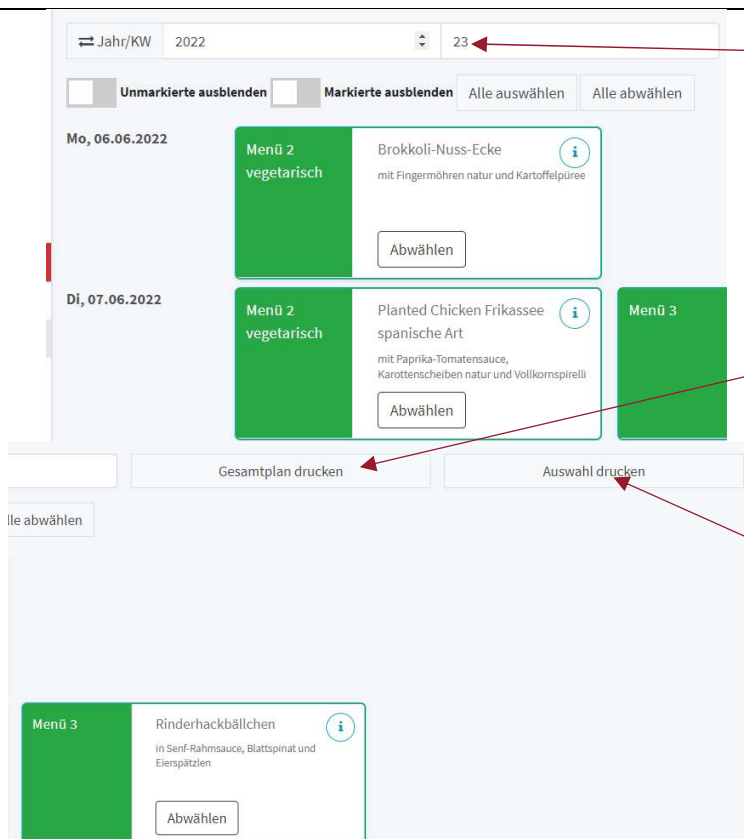 ⇄ Jahr/KW 2022 23
Unmarkierte ausblenden Markierte ausblenden Alle auswählen Alle abwählen
Mo, 06.06.2022
Menü 2
vegetarisch
Brokkoli-Nuss-Ecke
i
mit Fingermöhren natur und Kartoffelpüree
Abwählen
Di, 07.06.2022
Menü 2
vegetarisch
Planted Chicken Frikassee
spanische Art
i
mit Paprika-Tomatensauce,
Karottenscheiben natur und Vollkornspirelli
Abwählen
Menü 3
Gesamtplan drucken Auswahl drucken
lle abwählen
Menü 3
Rinderhackbällchen
i
in Senf-Rahmsauce, Blattspinat und
Eierspätzlen
Abwählen